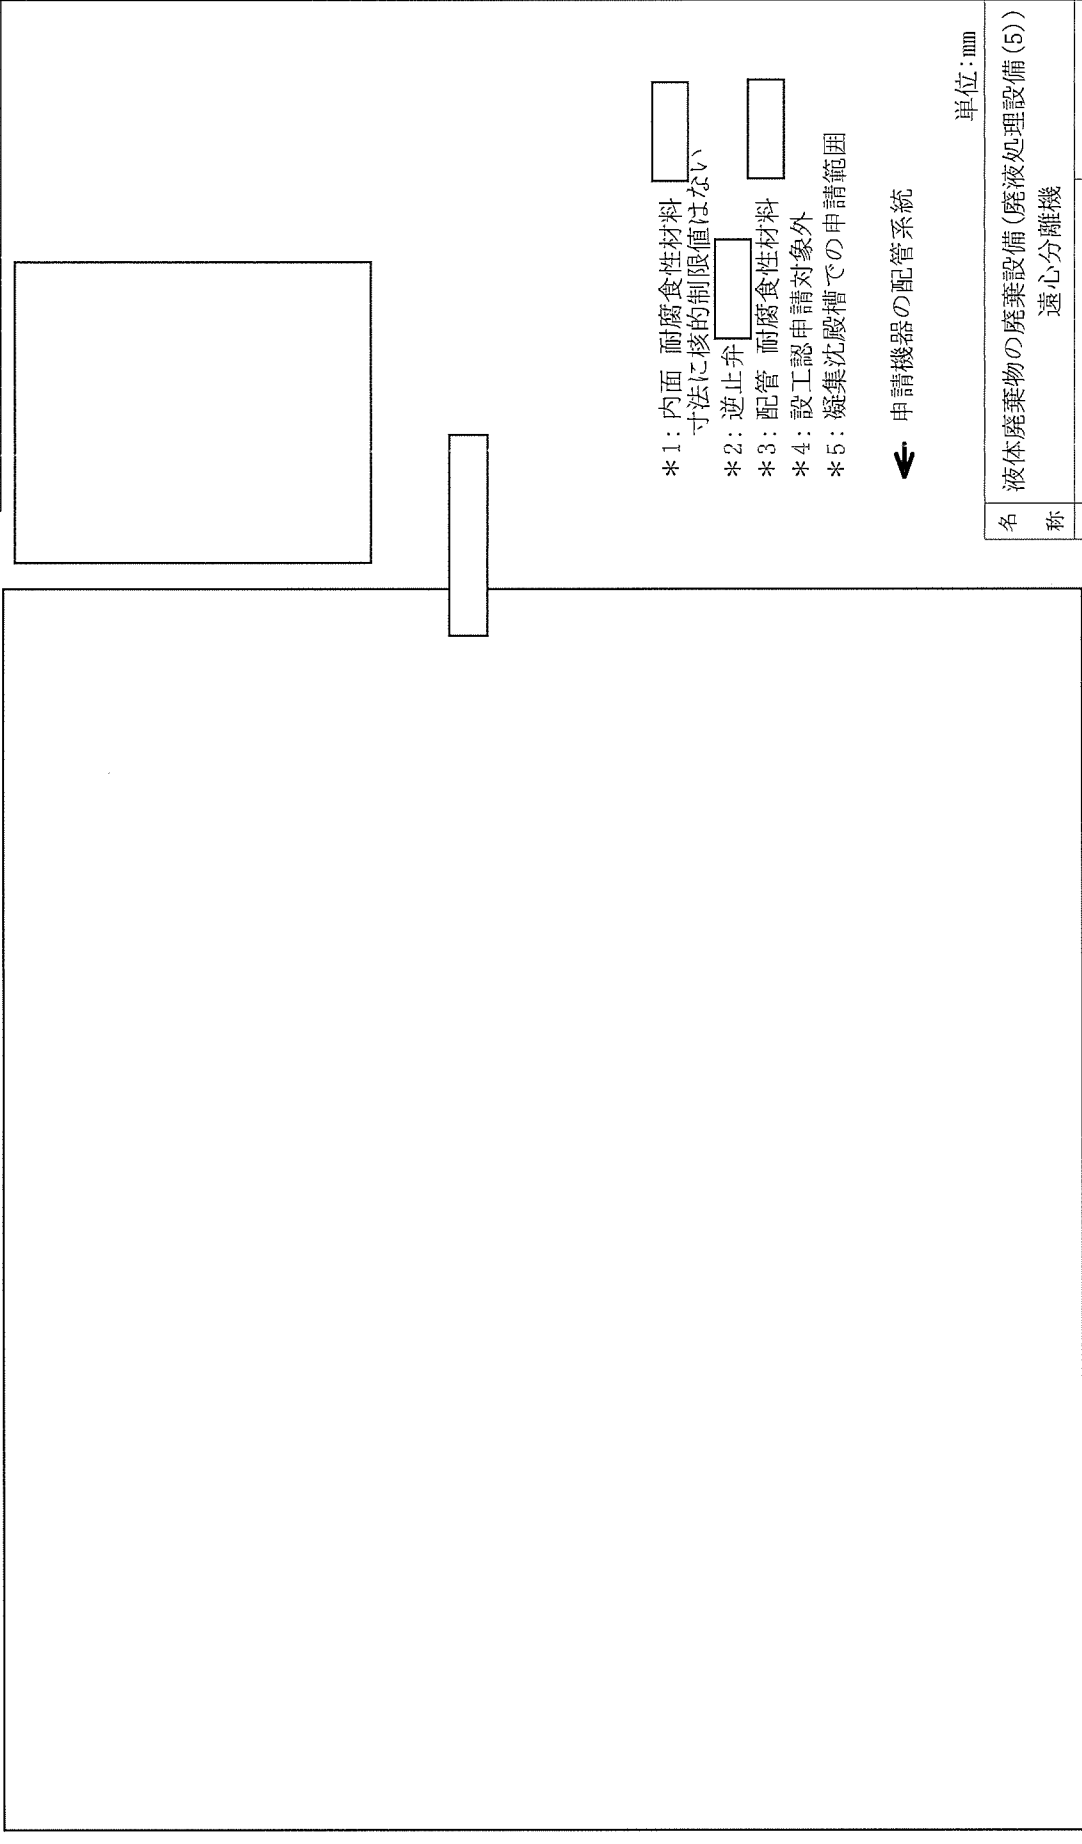 *1: 内面 耐腐食性材料
寸法に核的制限値はない
*2: 逆止弁
*3: 配管 耐腐食性材料
*4: 設工認申請対象外
*5: 凝集沈殿槽での申請範囲
申請機器の配管系統
単位:mm
名称
液体廃棄物の廃棄設備(廃液処理設備(5))
遠心分離機